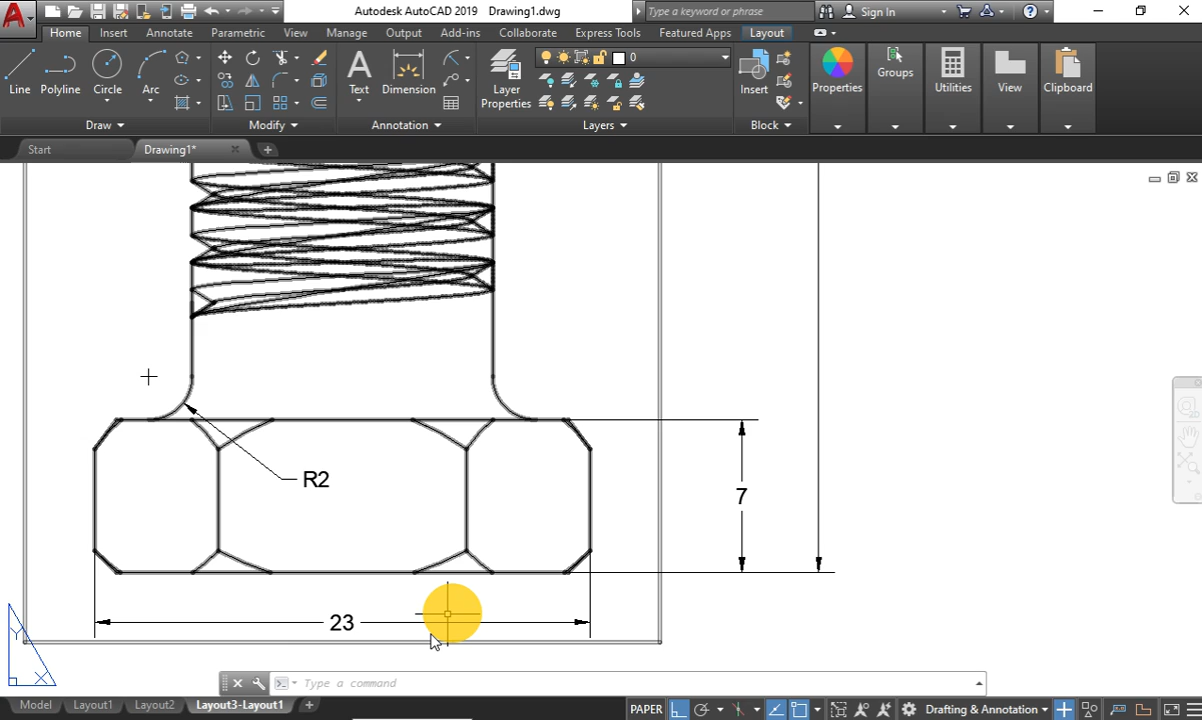 A Autodesk AutoCAD 2019 Drawing1.dwg Type a keyword or phrase Sign In ?
Home Insert Annotate Parametric View Manage Output Add-ins Collaborate Express Tools Featured Apps Layout
0
Line Polyline Circle Arc A Text Dimension Layer Properties Insert Properties Groups Utilities View Clipboard
Draw Modify Annotation Layers Block
Start Drawing1* +
R2
7
23
Y
X
Type a command
Model Layout1 Layout2 Layout3-Layout1 + PAPER Drafting & Annotation